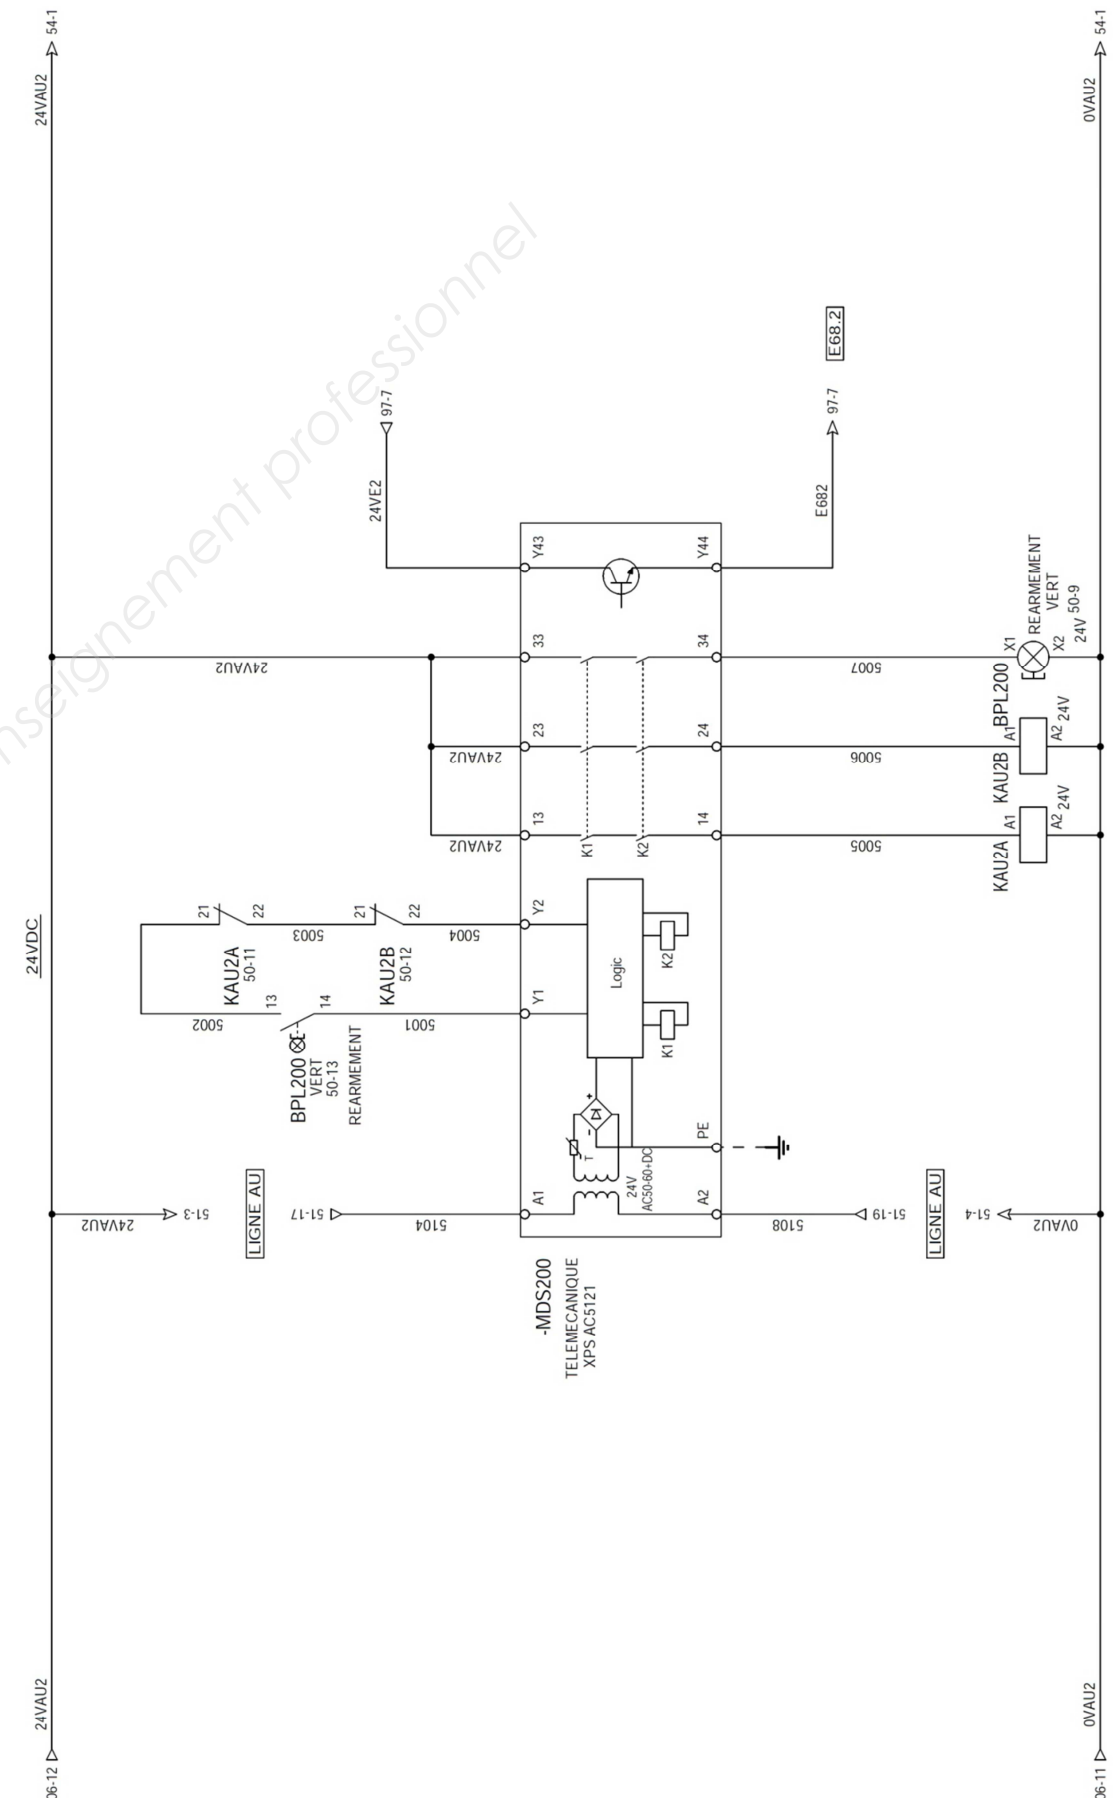 24VAU2
54-1
24VDC
06-12
24VAU2
24VAU2
51-3
LIGNE AU
51-17
5104
5002
BPL200
VERT
50-13
REARMEMENT
13
14
5001
KAU2A
50-11
21
22
5003
KAU2B
50-12
21
22
5004
24VAU2
24VAU2
24VAU2
24VE2
97-7
-MDS200
TELEMECANIQUE
XPS AC5121
A1
Y1
Y2
13
23
33
Y43
T
24V
AC50-60+DC
+
-
Logic
K1
K2
K1
K2
A2
PE
14
24
34
Y44
5108
51-19
LIGNE AU
51-4
0VAU2
5005
5006
5007
E682
97-7
E68.2
KAU2A
A1
A2
24V
KAU2B
A1
A2
24V
BPL200
X1
X2
REARMEMENT
VERT
24V 50-9
06-11
0VAU2
0VAU2
54-1
nseignement professionnel